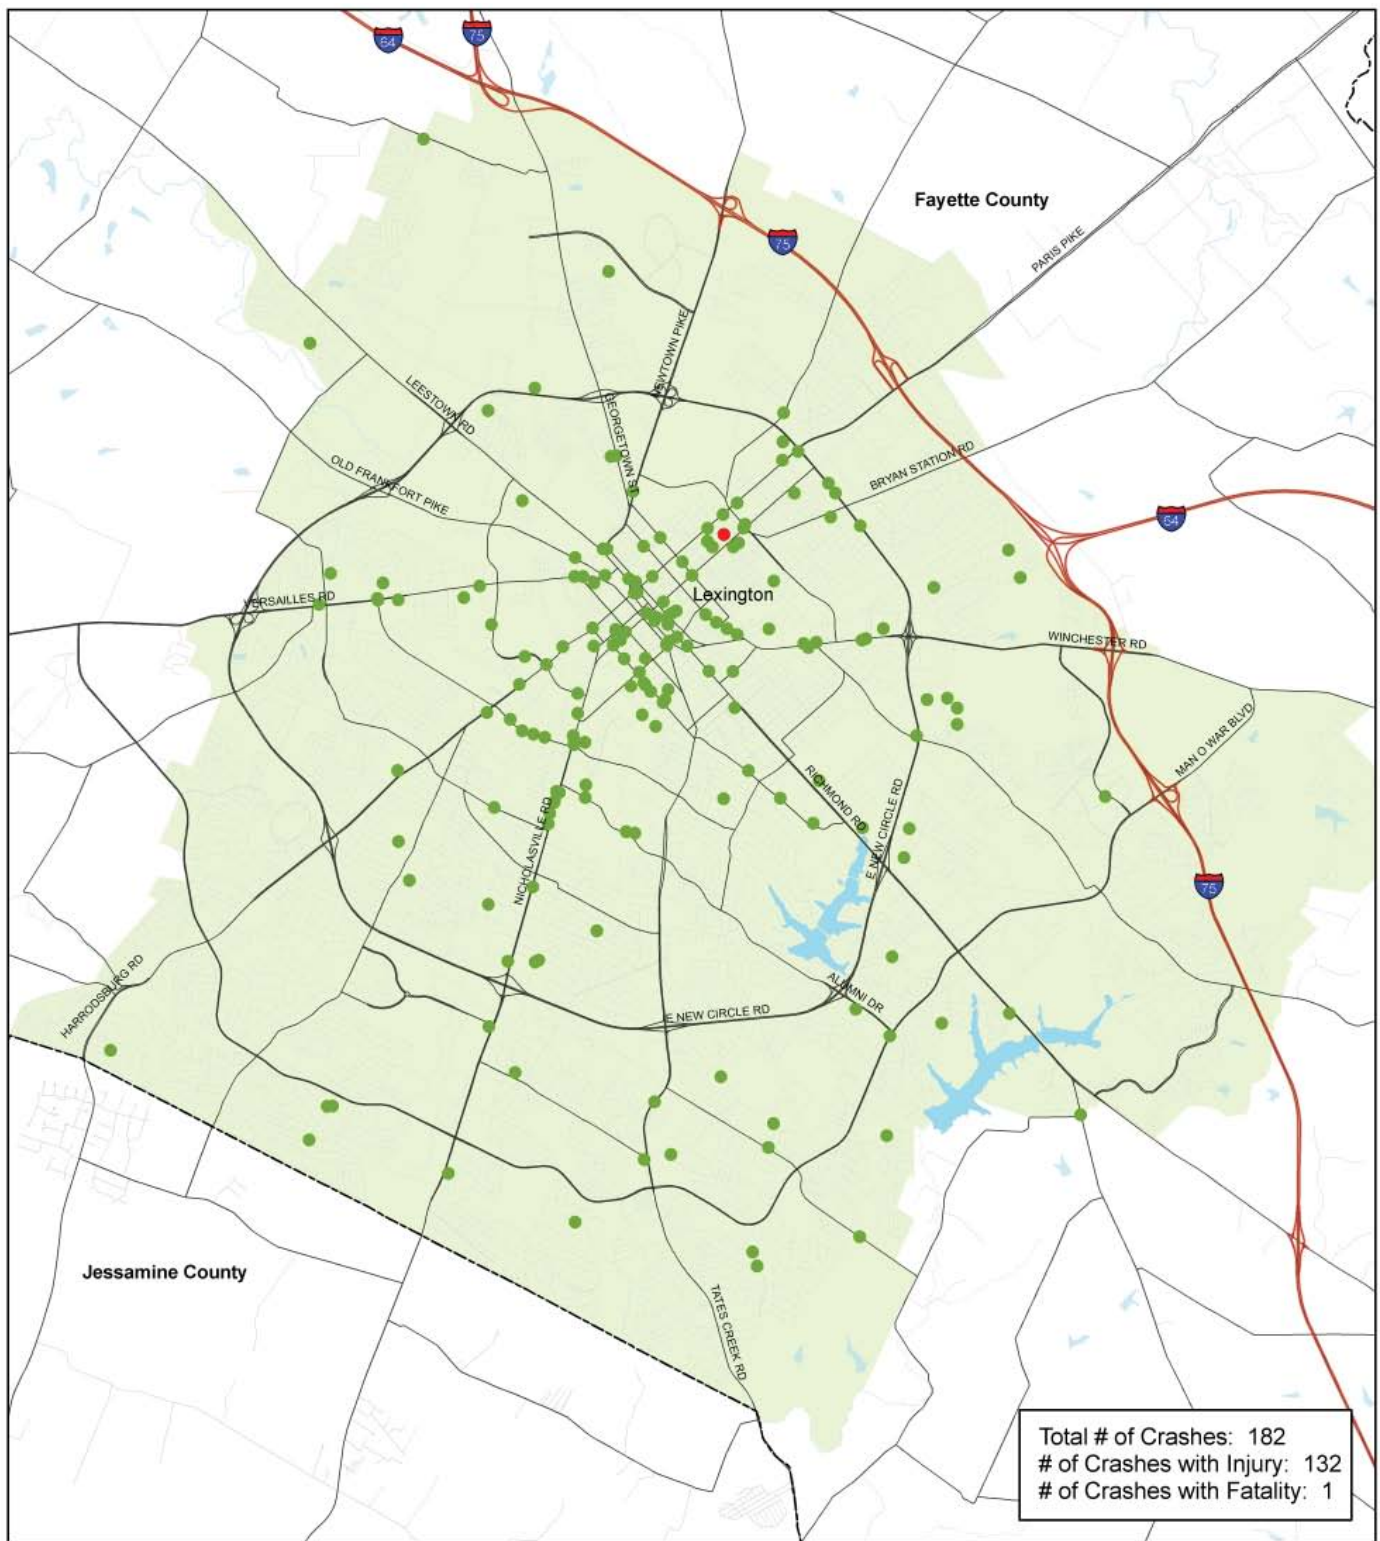 64
75
Fayette County
75
PARIS PIKE
NEWTOWN PIKE
LEESTOWN RD
GEORGETOWN ST
OLD FRANKFORT PIKE
BRYAN STATION RD
64
VERSAILLES RD
Lexington
WINCHESTER RD
MAN O WAR BLVD
RICHMOND RD
E NEW CIRCLE RD
NICHOLASVILLE RD
75
HARRODSBURG RD
ALUMNI DR
E NEW CIRCLE RD
Jessamine County
TATES CREEK RD
Total # of Crashes: 182
# of Crashes with Injury: 132
# of Crashes with Fatality: 1